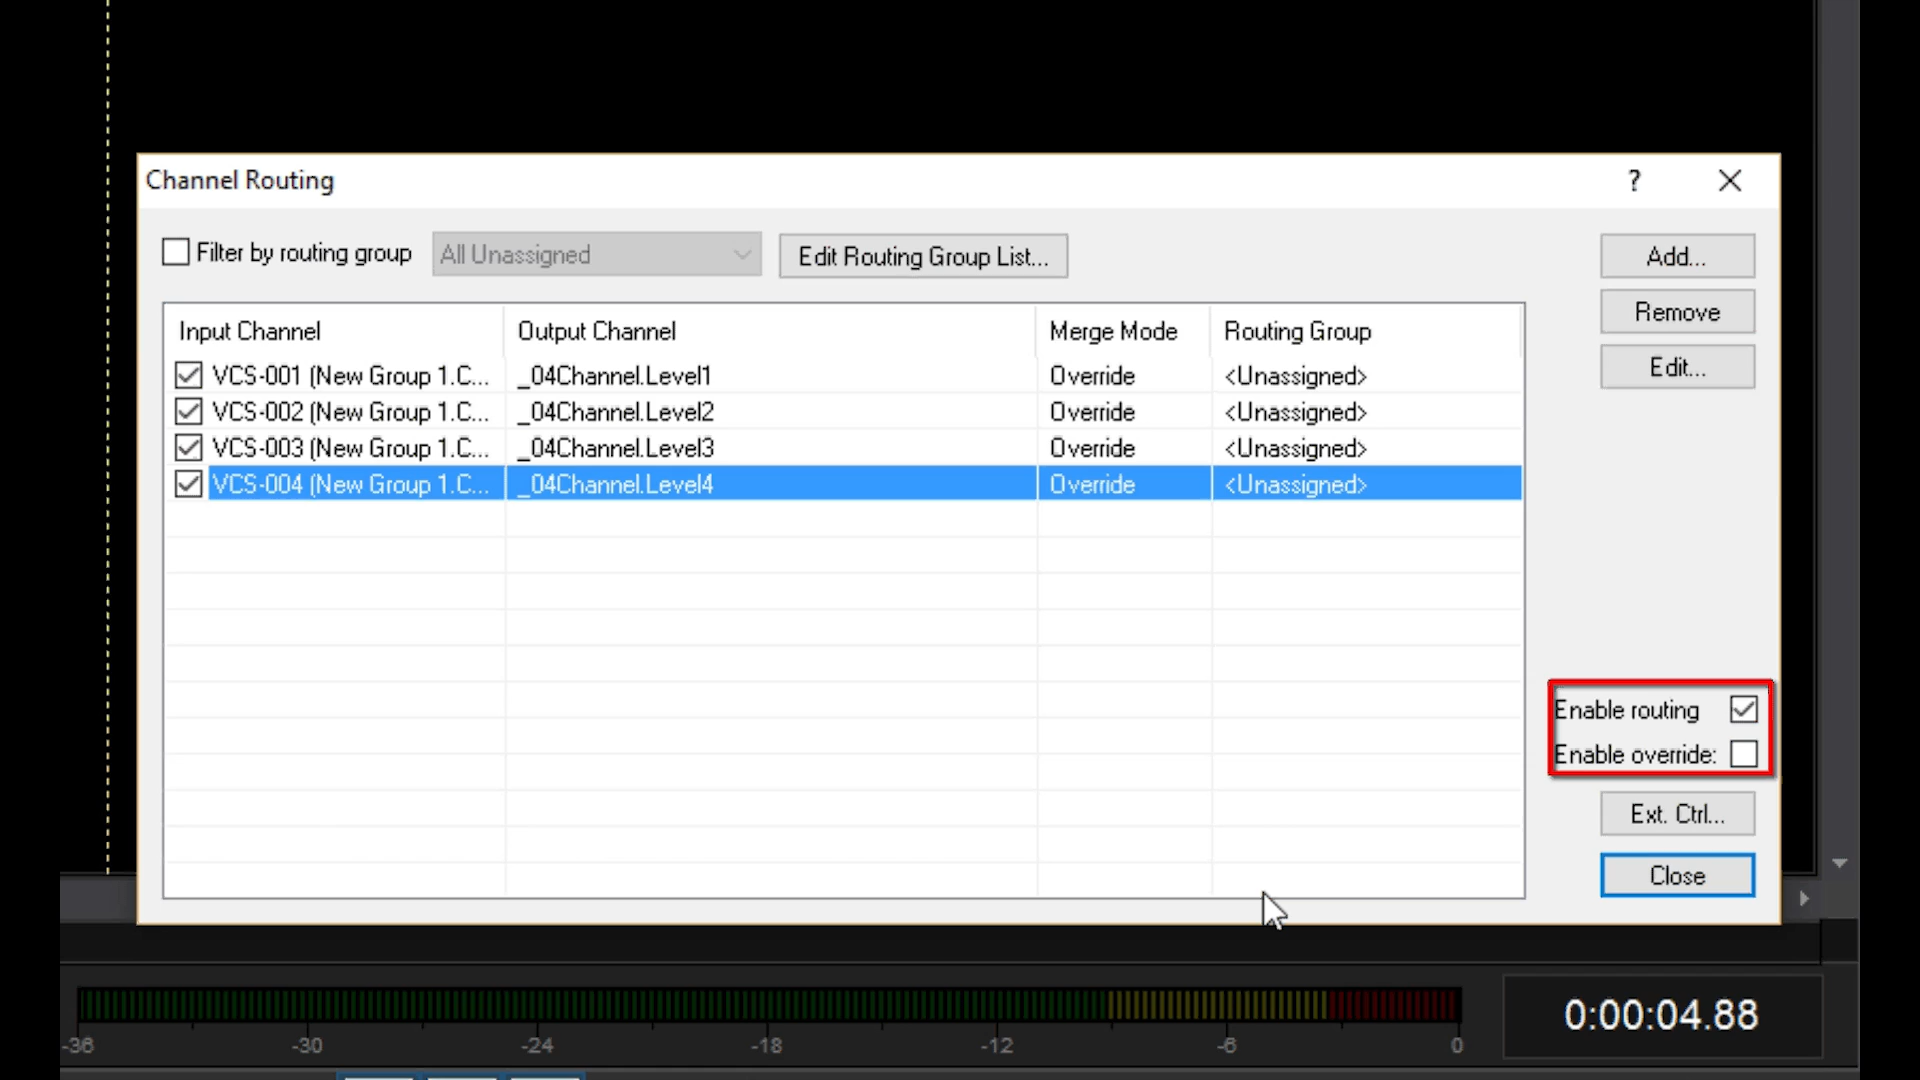 Channel Routing ?
Filter by routing group All Unassigned Edit Routing Group List... Add...
Remove
Edit...
Input Channel Output Channel Merge Mode Routing Group
VCS-001 (New Group 1.C... _04Channel.Level1 Override <Unassigned>
VCS-002 (New Group 1.C... _04Channel.Level2 Override <Unassigned>
VCS-003 (New Group 1.C... _04Channel.Level3 Override <Unassigned>
VCS-004 (New Group 1.C... _04Channel.Level4 Override <Unassigned>
Enable routing
Enable override:
Ext. Ctrl...
Close
0:00:04.88
-36 -30 -24 -18 -12 -6 0